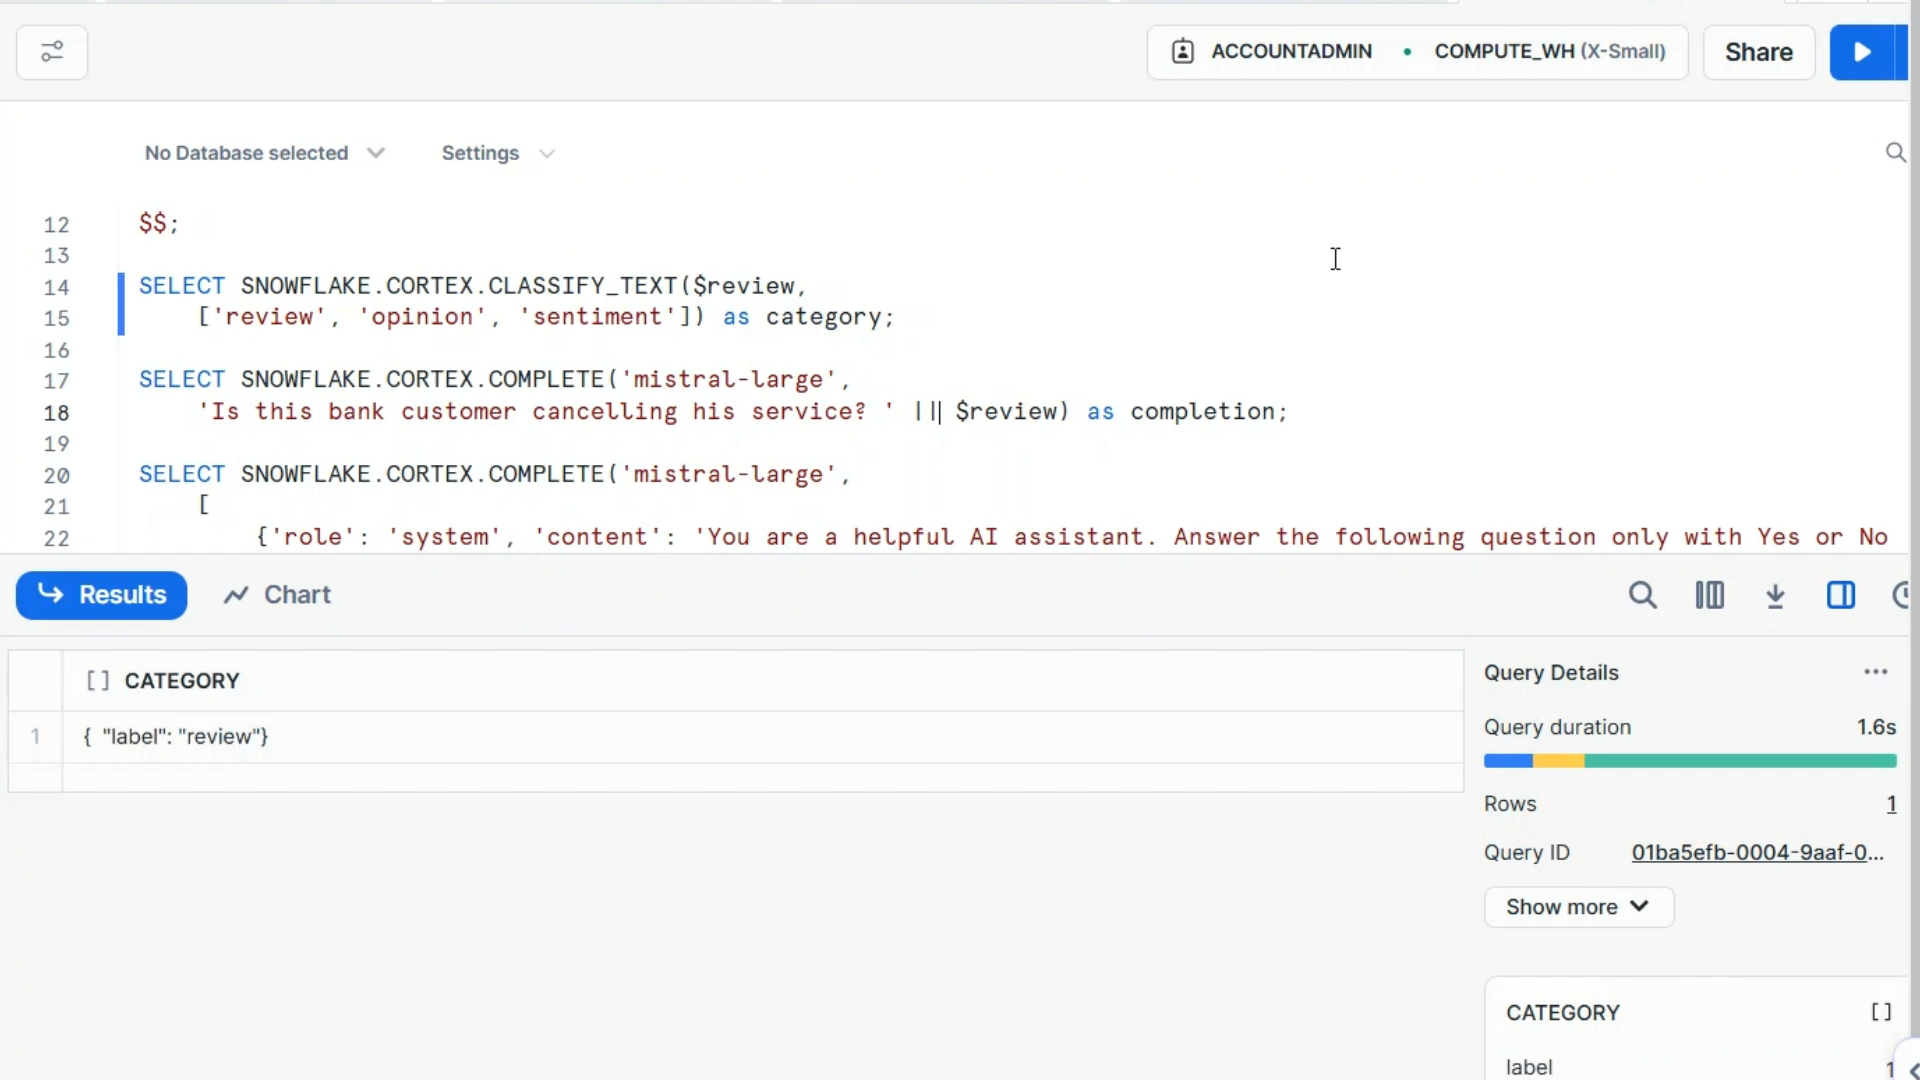 ACCOUNTADMIN • COMPUTE_WH (X-Small)
Share
No Database selected
Settings
12 $$;
13
14 SELECT SNOWFLAKE.CORTEX.CLASSIFY_TEXT($review,
15 ['review', 'opinion', 'sentiment']) as category;
16
17 SELECT SNOWFLAKE.CORTEX.COMPLETE('mistral-large',
18 'Is this bank customer cancelling his service? ' || $review) as completion;
19
20 SELECT SNOWFLAKE.CORTEX.COMPLETE('mistral-large',
21 [
22 {'role': 'system', 'content': 'You are a helpful AI assistant. Answer the following question only with Yes or No
Results
Chart
[] CATEGORY
1 { "label": "review"}
Query Details
...
Query duration 1.6s
Rows 1
Query ID 01ba5efb-0004-9aaf-0...
Show more
CATEGORY []
label 1